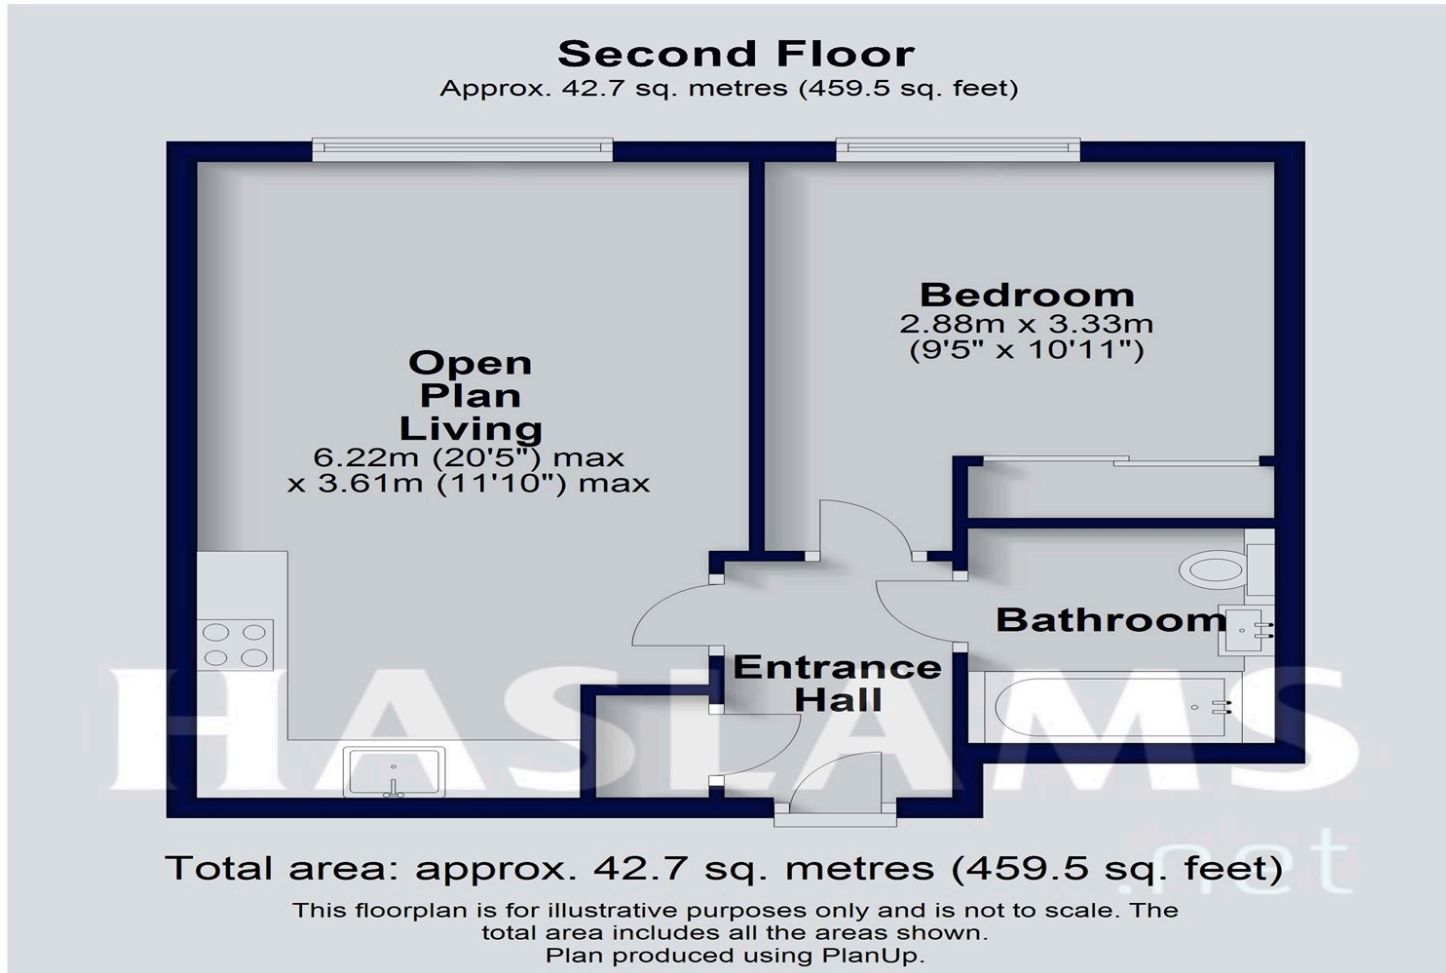 Second Floor
Approx. 42.7 sq. metres (459.5 sq. feet)
Open
Plan
Living
6.22m (20'5") max
x 3.61m (11'10") max
Bedroom
2.88m x 3.33m
(9'5" x 10'11")
Bathroom
Entrance
Hall
HASLAMS
.net
Total area: approx. 42.7 sq. metres (459.5 sq. feet)
This floorplan is for illustrative purposes only and is not to scale. The
total area includes all the areas shown.
Plan produced using PlanUp.